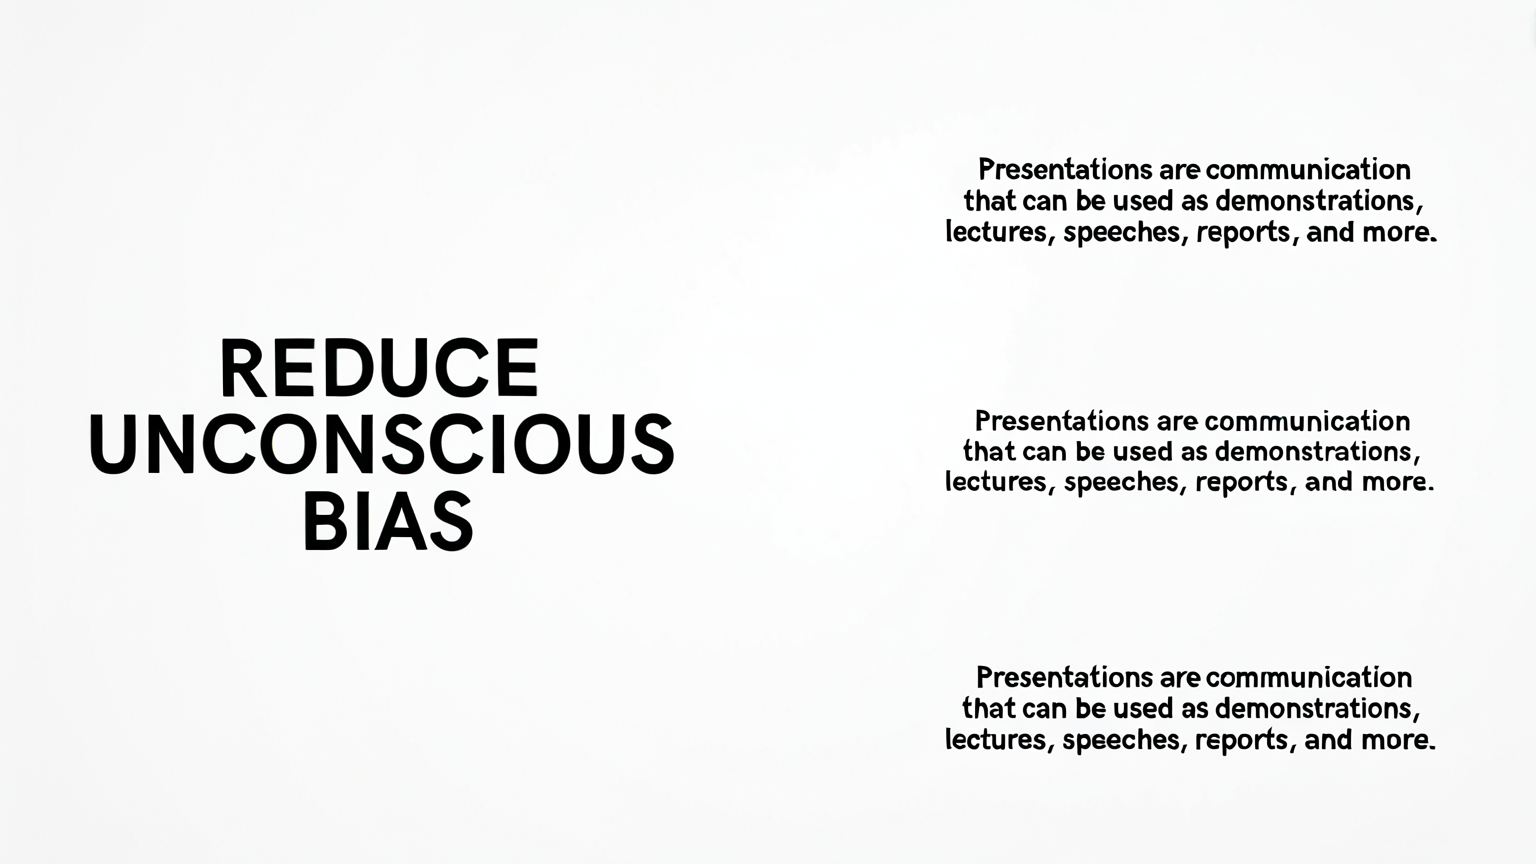 REDUCE
UNCONSCIOUS
BIAS
Presentations are communication
that can be used as demonstrations,
lectures, speeches, reports, and more.
Presentations are communication
that can be used as demonstrations,
lectures, speeches, reports, and more.
Presentations are communication
that can be used as demonstrations,
lectures, speeches, reports, and more.